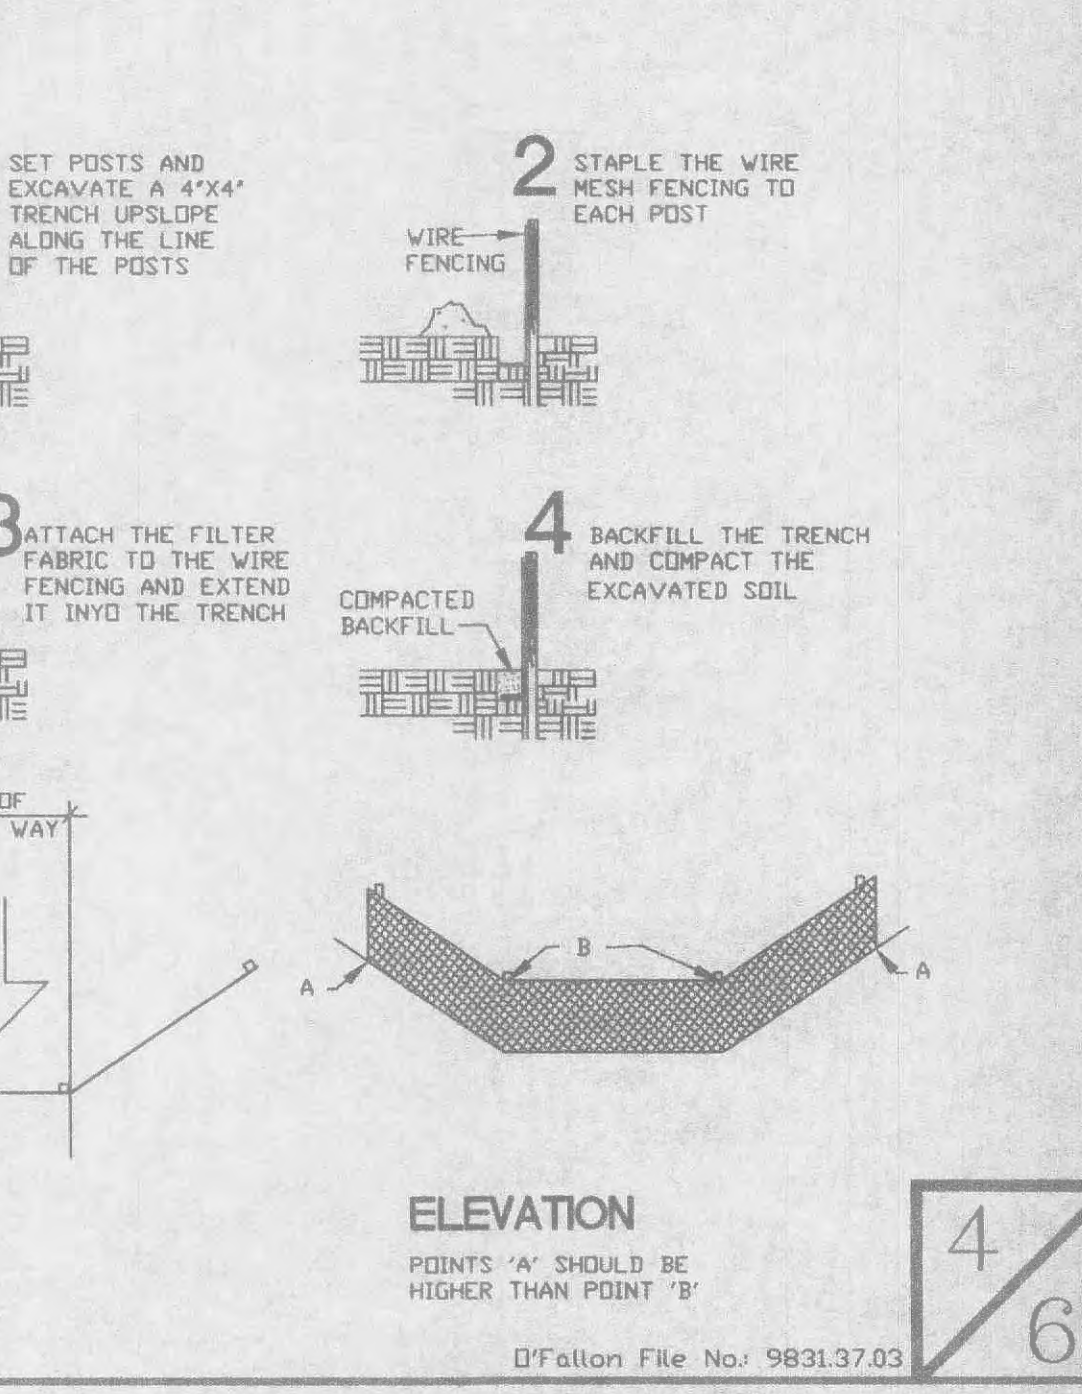 SET POSTS AND
EXCAVATE A 4"X4"
TRENCH UPSLOPE
ALONG THE LINE
OF THE POSTS
2
STAPLE THE WIRE
MESH FENCING TO
EACH POST
WIRE
FENCING
3
ATTACH THE FILTER
FABRIC TO THE WIRE
FENCING AND EXTEND
IT INYO THE TRENCH
4
BACKFILL THE TRENCH
AND COMPACT THE
EXCAVATED SOIL
COMPACTED
BACKFILL
OF
WAY
B
A
A
ELEVATION
POINTS 'A' SHOULD BE
HIGHER THAN POINT 'B'
O'Fallon File No.: 9831.37.03
4
6